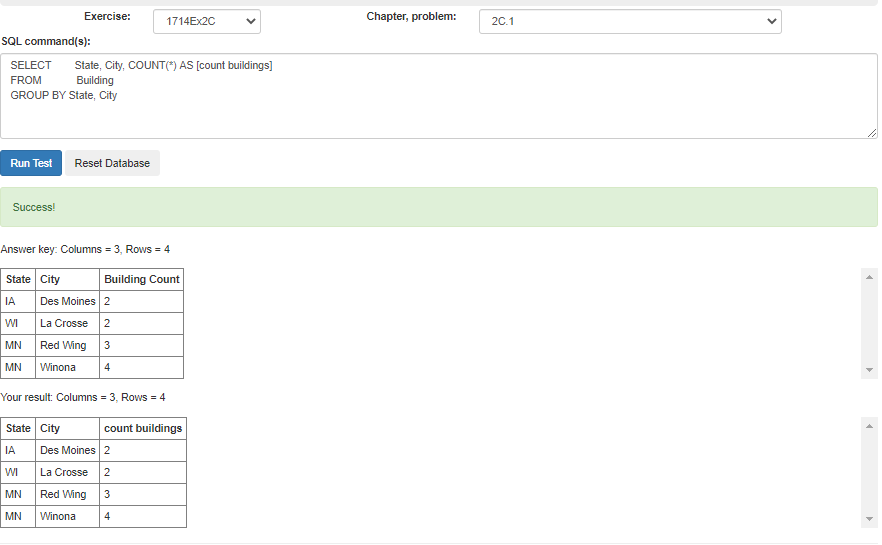 Exercise: 1714Ex2C Chapter, problem: 2C.1
SQL command(s):
SELECT State, City, COUNT(*) AS [count buildings]
FROM Building
GROUP BY State, City
Run Test Reset Database
Success!
Answer key: Columns = 3, Rows = 4
State City Building Count
IA Des Moines 2
WI La Crosse 2
MN Red Wing 3
MN Winona 4
Your result: Columns = 3, Rows = 4
State City count buildings
IA Des Moines 2
WI La Crosse 2
MN Red Wing 3
MN Winona 4